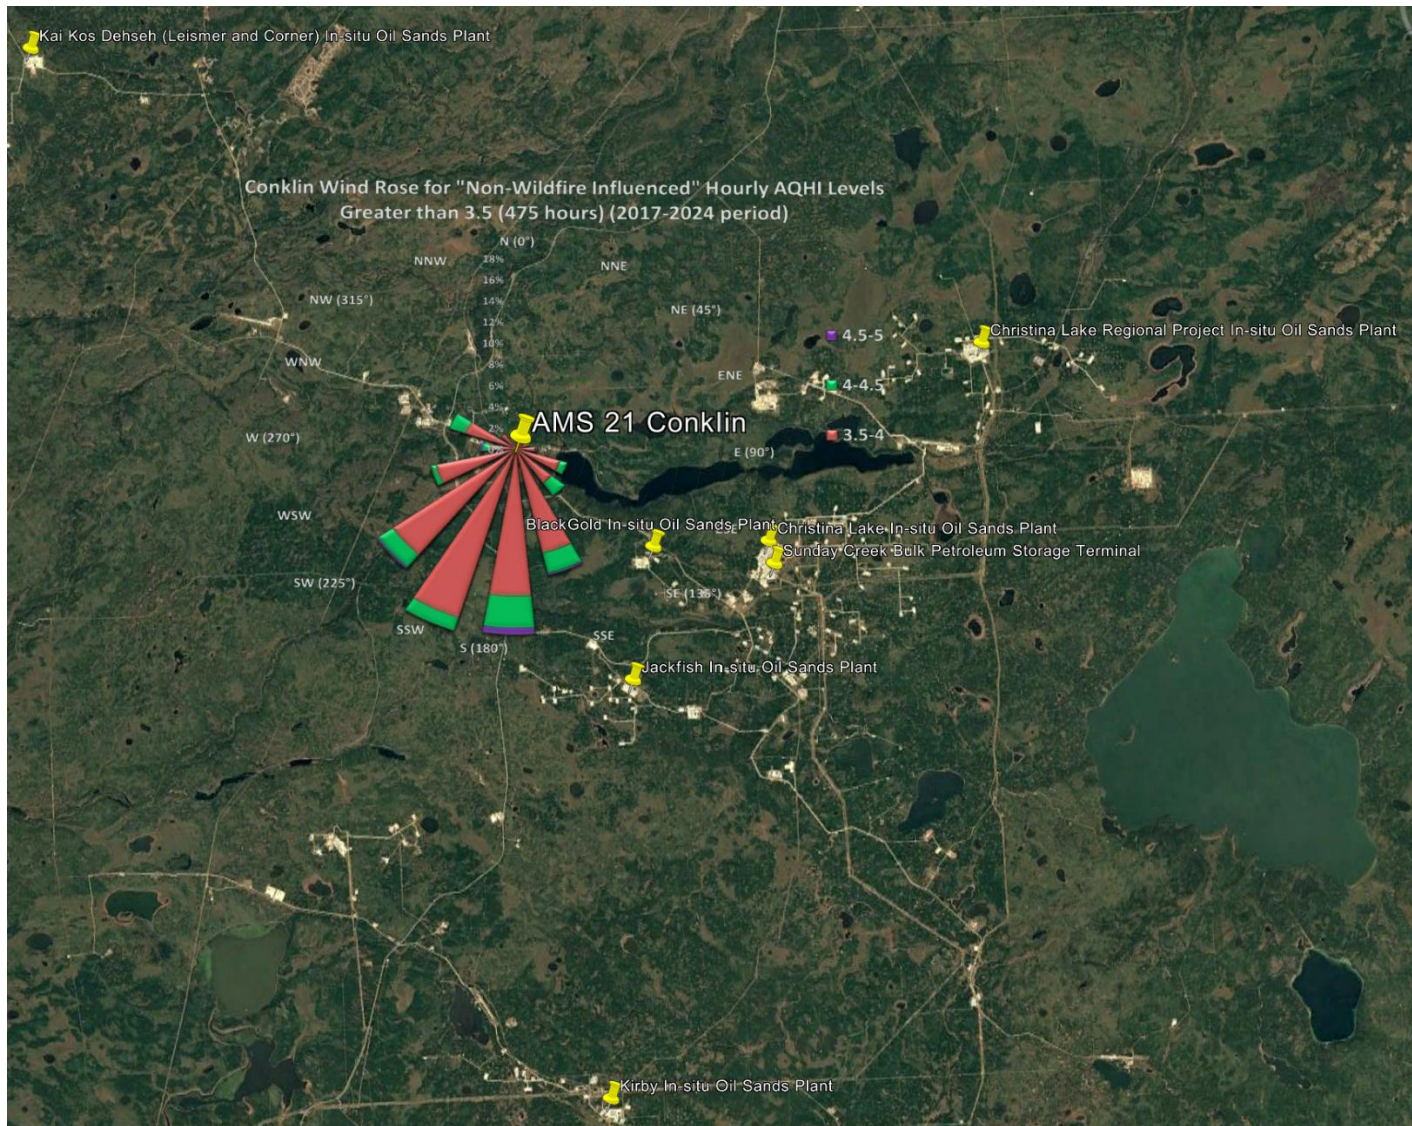 Kai Kos Dehseh (Leismer and Corner) In-situ Oil Sands Plant
Conklin Wind Rose for "Non-Wildfire Influenced" Hourly AQHI Levels
Greater than 3.5 (475 hours) (2017-2024 period)
N (0°)
NNW
18%
NNE
16%
NW (315°)
14%
NE (45°)
12%
4.5-5
Christina Lake Regional Project In-situ Oil Sands Plant
10%
WNW
8%
ENE
6%
4-4.5
4%
AMS 21 Conklin
2%
3.5-4
W (270°)
E (90°)
WSW
BlackGold In-situ Oil Sands Plant
ESE
Christina Lake In-situ Oil Sands Plant
Sunday Creek Bulk Petroleum Storage Terminal
SW (225°)
SE (135°)
SSW
SSE
S (180°)
Jackfish In-situ Oil Sands Plant
Kirby In-situ Oil Sands Plant